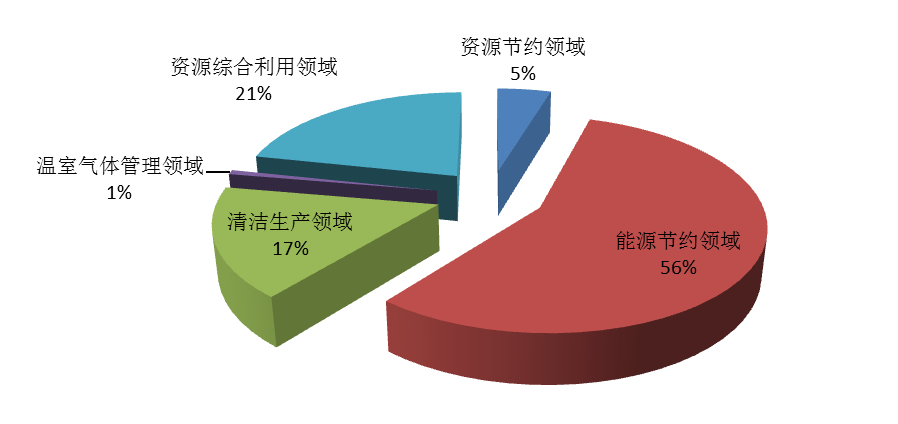 资源节约领域
5%
资源综合利用领域
21%
温室气体管理领域
1%
清洁生产领域
17%
能源节约领域
56%